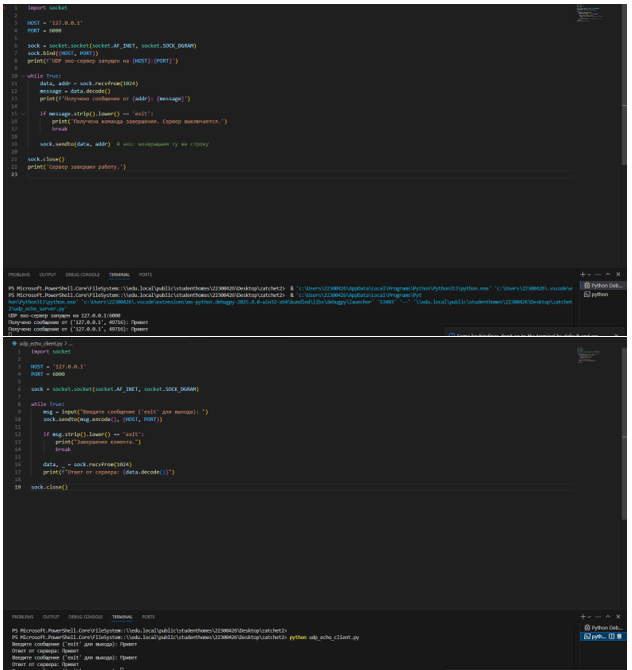 import socket
HOST = '127.0.0.1'
PORT = 6000
sock = socket.socket(socket.AF_INET, socket.SOCK_DGRAM)
sock.bind((HOST, PORT))
print(f'UDP эхо-сервер запущен на {HOST}:{PORT}')
while True:
data, addr = sock.recvfrom(1024)
message = data.decode()
print(f'Получено сообщение от {addr}: {message}')
if message.strip().lower() == 'exit':
print('Получена команда завершения. Сервер выключается.')
break
sock.sendto(data, addr) # эхо: возвращаем ту же строку
sock.close()
print('Сервер завершил работу.')
PROBLEMS OUTPUT DEBUG CONSOLE TERMINAL PORTS
PS Microsoft.PowerShell.Core\FileSystem::\\edu.local\public\studenthomes\22300426\Desktop\zatchet2> & 'c:\Users\22300426\AppData\Local\Programs\Python\Python313\python.exe' 'c:\Users\22300426\.vscode\e
PS Microsoft.PowerShell.Core\FileSystem::\\edu.local\public\studenthomes\22300426\Desktop\zatchet2> & 'c:\Users\22300426\AppData\Local\Programs\Pyt
hon\Python313\python.exe' 'c:\Users\22300426\.vscode\extensions\ms-python.debugpy-2025.8.0-win32-x64\bundled\libs\debugpy\launcher' '--' '\\edu.local\public\studenthomes\22300426\Desktop\zatchet
2\udp_echo_server.py'
UDP эхо-сервер запущен на 127.0.0.1:6000
Получено сообщение от ('127.0.0.1', 49716): Привет
Получено сообщение от ('127.0.0.1', 49716): Привет
Python Deb...
python
udp_echo_client.py > ...
import socket
HOST = '127.0.0.1'
PORT = 6000
sock = socket.socket(socket.AF_INET, socket.SOCK_DGRAM)
while True:
msg = input("Введите сообщение ('exit' для выхода): ")
sock.sendto(msg.encode(), (HOST, PORT))
if msg.strip().lower() == 'exit':
print("Завершение клиента.")
break
data, _ = sock.recvfrom(1024)
print(f"Ответ от сервера: {data.decode()}")
sock.close()
PROBLEMS OUTPUT DEBUG CONSOLE TERMINAL PORTS
PS Microsoft.PowerShell.Core\FileSystem::\\edu.local\public\studenthomes\22300426\Desktop\zatchet2>
PS Microsoft.PowerShell.Core\FileSystem::\\edu.local\public\studenthomes\22300426\Desktop\zatchet2> python udp_echo_client.py
Введите сообщение ('exit' для выхода): Привет
Ответ от сервера: Привет
Введите сообщение ('exit' для выхода): Привет
Ответ от сервера: Привет
Python Deb...
pyth...